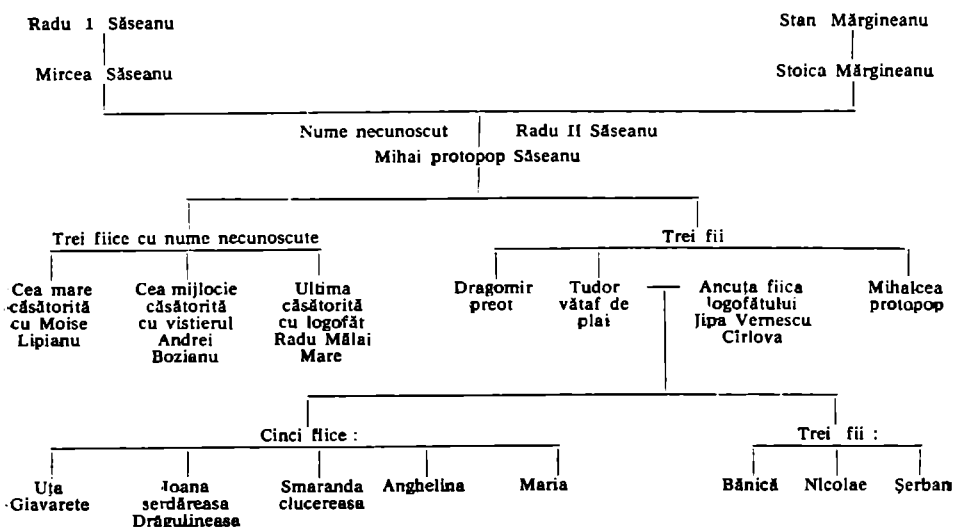 Radu 1 Săseanu
Stan Mărgineanu
Mircea Săseanu
Stoica Mărgineanu
Nume necunoscut
Radu II Săseanu
Mihai protopop Săseanu
Trei fiice cu nume necunoscute
Trei fii
Cea mare
căsătorită
cu Moise
Lipianu
Cea mijlocie
căsătorită
cu vistierul
Andrei
Bozianu
Ultima
căsătorită
cu logofăt
Radu Mălai
Mare
Dragomir
preot
Tudor
vătaf de
plai
Ancuța fiica
logofătului
Jipa Vernescu
Cîrlova
Mihalcea
protopop
Cinci fiice :
Trei fii :
Uța
Giavarete
Ioana
serdăreasa
Drăgulineasa
Smaranda
clucereasa
Anghelina
Maria
Bănică
Nicolae
Șerban